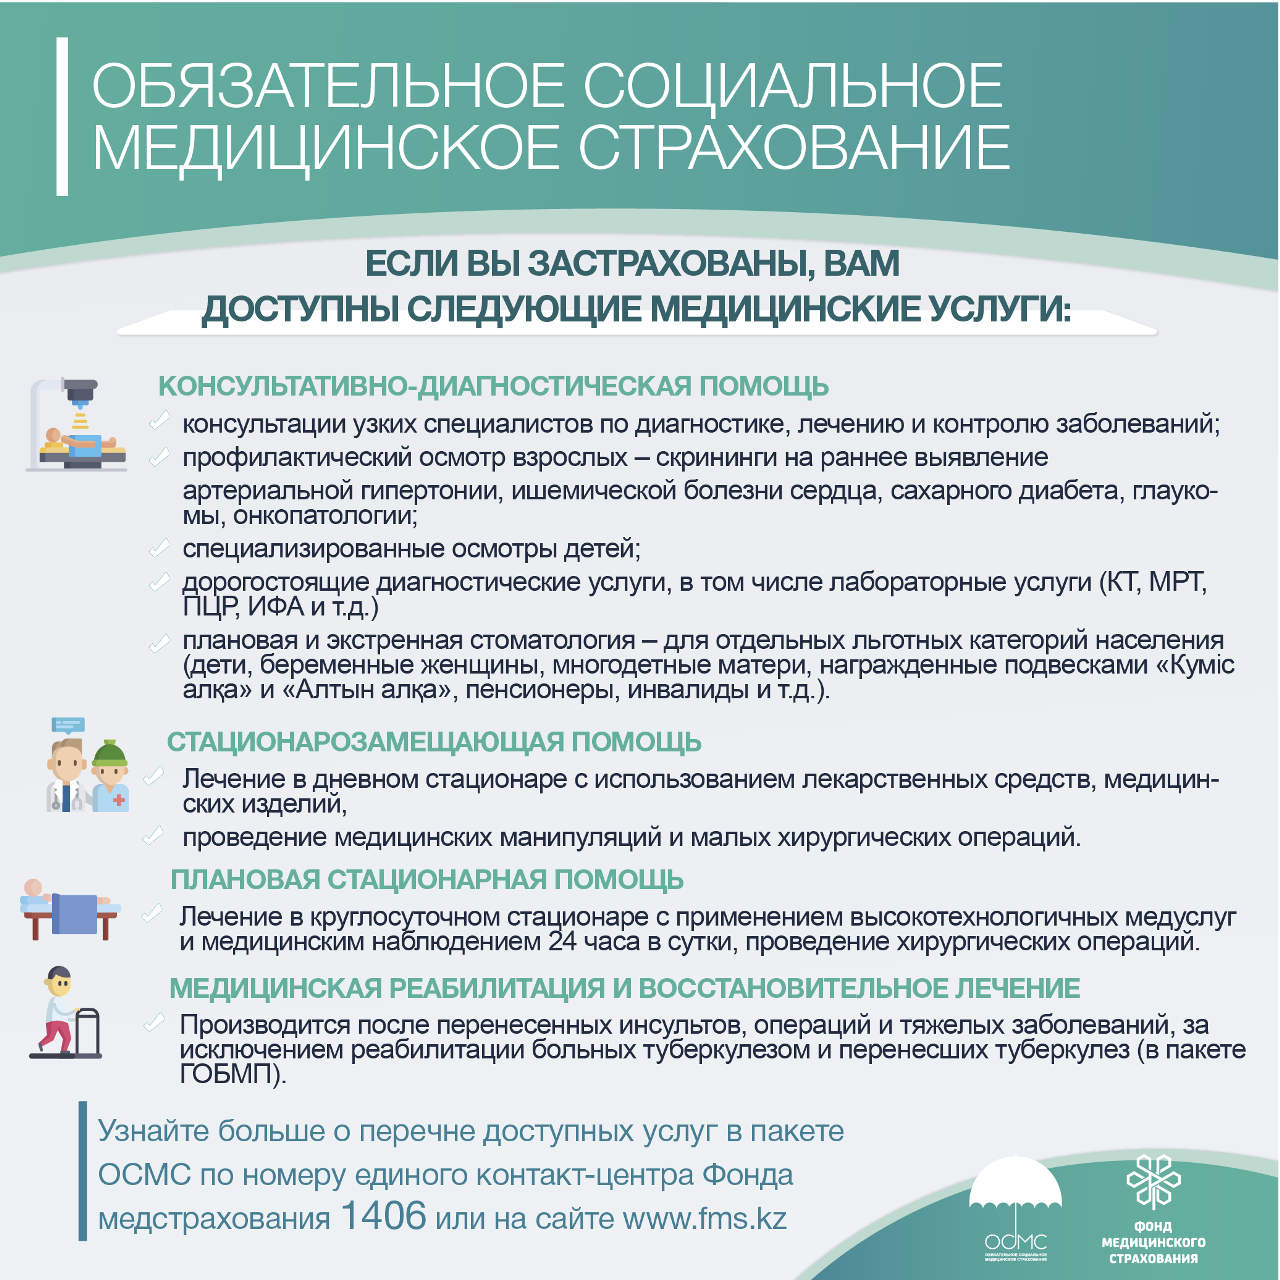 ОБЯЗАТЕЛЬНОЕ СОЦИАЛЬНОЕ
МЕДИЦИНСКОЕ СТРАХОВАНИЕ
ЕСЛИ ВЫ ЗАСТРАХОВАНЫ, ВАМ
ДОСТУПНЫ СЛЕДУЮЩИЕ МЕДИЦИНСКИЕ УСЛУГИ:
КОНСУЛЬТАТИВНО-ДИАГНОСТИЧЕСКАЯ ПОМОЩЬ
консультации узких специалистов по диагностике, лечению и контролю заболеваний;
профилактический осмотр взрослых – скрининги на раннее выявление
артериальной гипертонии, ишемической болезни сердца, сахарного диабета, глауко-
мы, онкопатологии;
специализированные осмотры детей;
дорогостоящие диагностические услуги, в том числе лабораторные услуги (КТ, МРТ,
ПЦР, ИФА и т.д.)
плановая и экстренная стоматология – для отдельных льготных категорий населения
(дети, беременные женщины, многодетные матери, награжденные подвесками «Күміс
алқа» и «Алтын алқа», пенсионеры, инвалиды и т.д.).
СТАЦИОНАРОЗАМЕЩАЮЩАЯ ПОМОЩЬ
Лечение в дневном стационаре с использованием лекарственных средств, медицин-
ских изделий,
проведение медицинских манипуляций и малых хирургических операций.
ПЛАНОВАЯ СТАЦИОНАРНАЯ ПОМОЩЬ
Лечение в круглосуточном стационаре с применением высокотехнологичных медуслуг
и медицинским наблюдением 24 часа в сутки, проведение хирургических операций.
МЕДИЦИНСКАЯ РЕАБИЛИТАЦИЯ И ВОССТАНОВИТЕЛЬНОЕ ЛЕЧЕНИЕ
Производится после перенесенных инсультов, операций и тяжелых заболеваний, за
исключением реабилитации больных туберкулезом и перенесших туберкулез (в пакете
ГОБМП).
Узнайте больше о перечне доступных услуг в пакете
ОСМС по номеру единого контакт-центра Фонда
медстрахования 1406 или на сайте www.fms.kz
ОСМС
ОБЯЗАТЕЛЬНОЕ СОЦИАЛЬНОЕ
МЕДИЦИНСКОЕ СТРАХОВАНИЕ
ФОНД
МЕДИЦИНСКОГО
СТРАХОВАНИЯ